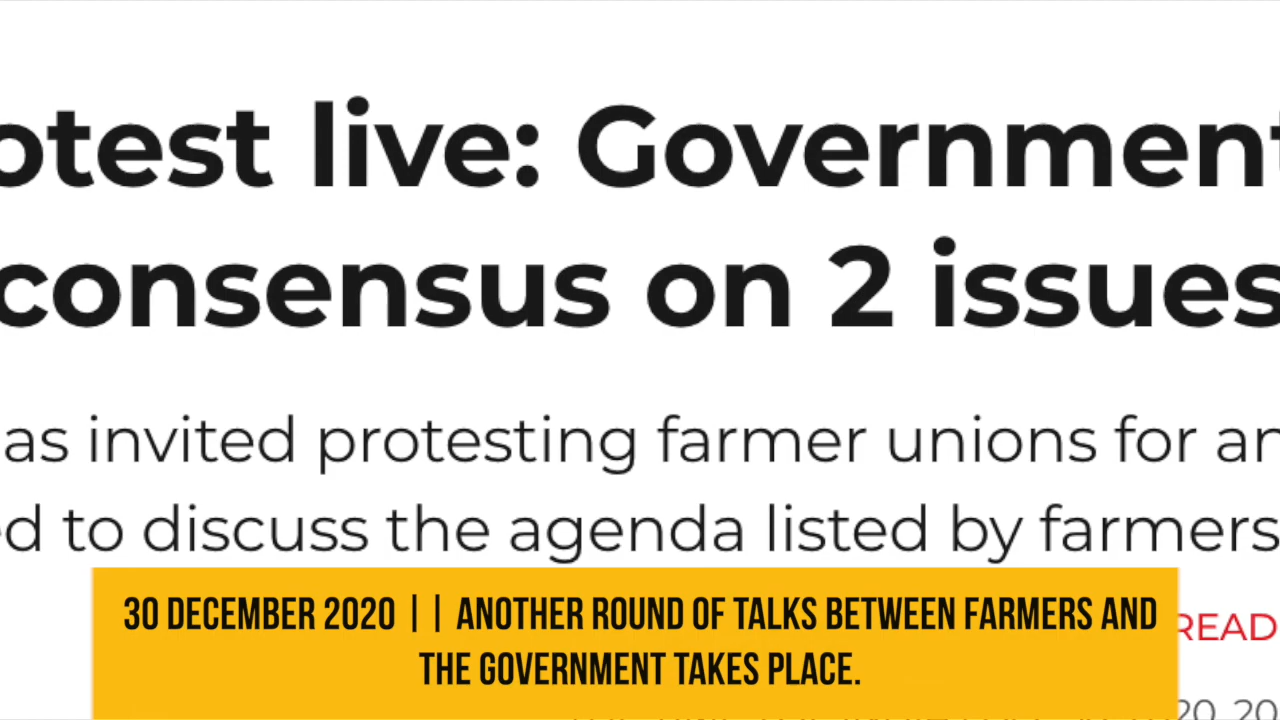 otest live: Government
consensus on 2 issues
as invited protesting farmer unions for an
ed to discuss the agenda listed by farmers
30 DECEMBER 2020 || ANOTHER ROUND OF TALKS BETWEEN FARMERS AND
THE GOVERNMENT TAKES PLACE.
READ